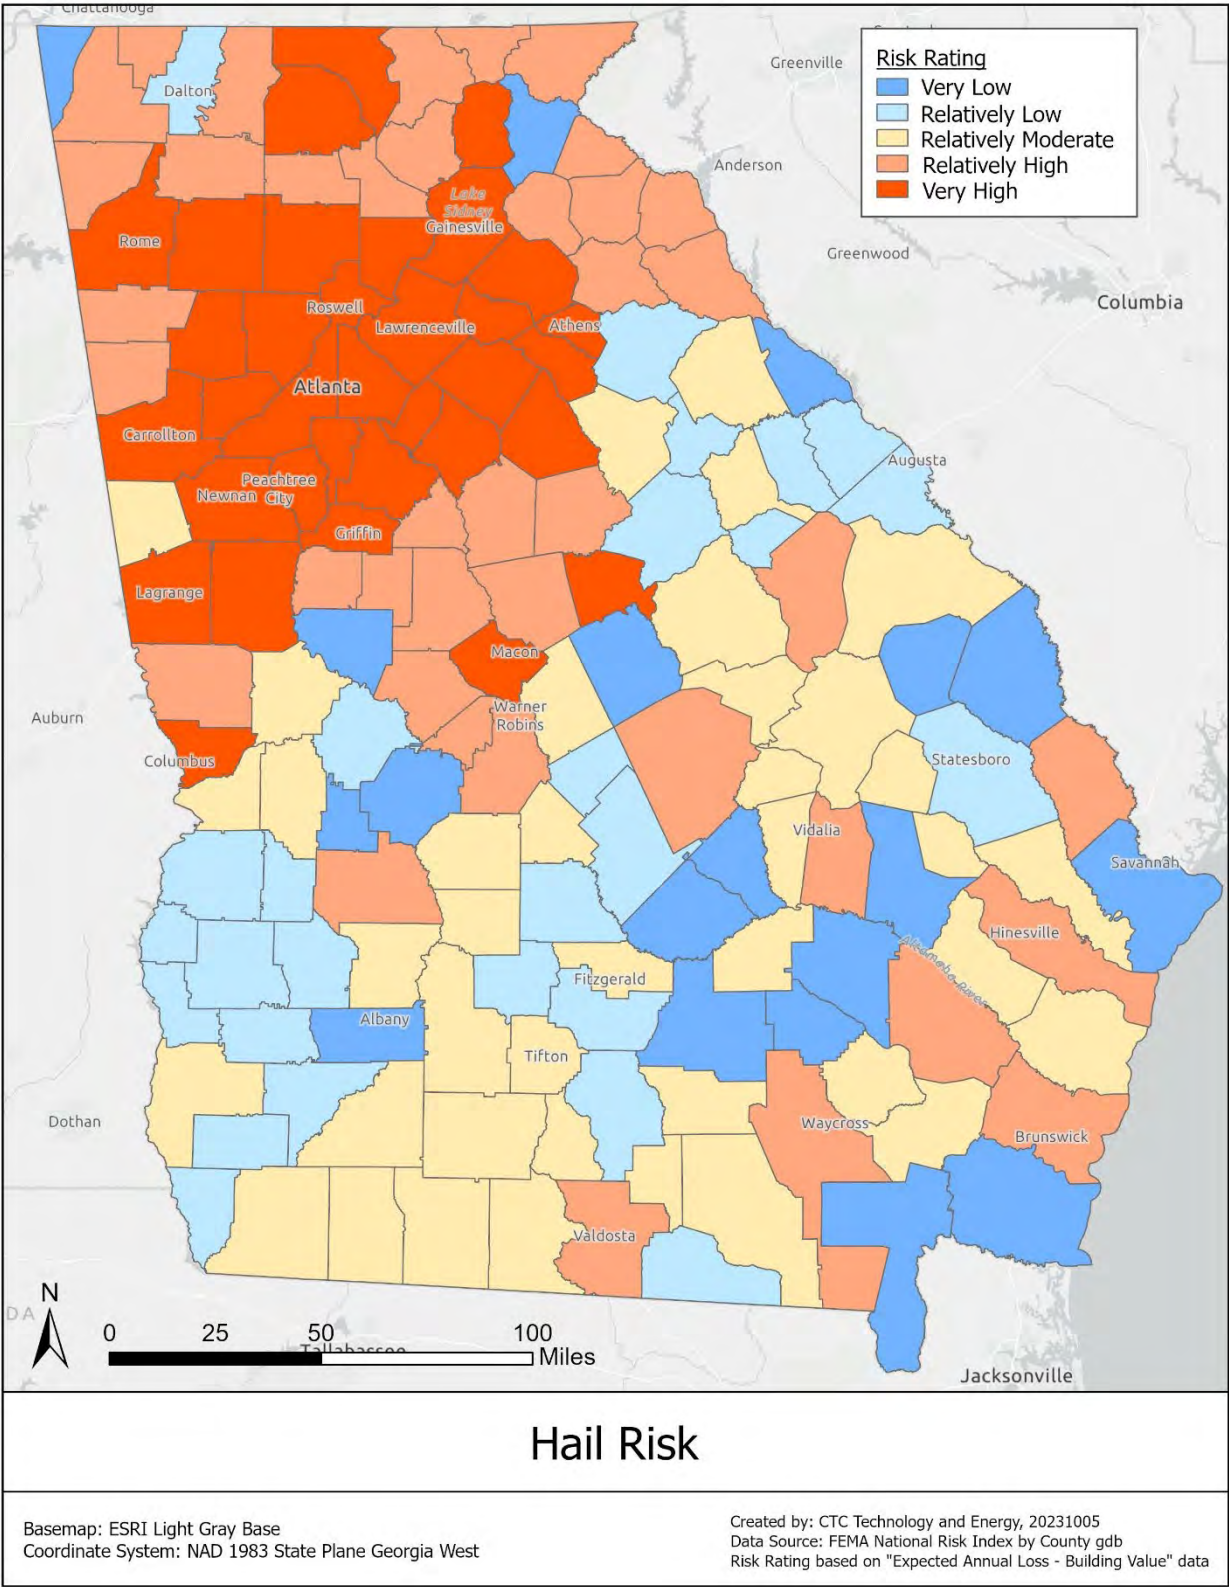 Chattanooga
Greenville
Risk Rating
Very Low
Relatively Low
Relatively Moderate
Relatively High
Very High
Dalton
Anderson
Lake
Sidney
Gainesville
Rome
Greenwood
Columbia
Roswell
Lawrenceville
Athens
Atlanta
Carrollton
Augusta
Peachtree
City
Newnan
Griffin
Lagrange
Macon
Auburn
Warner
Robins
Columbus
Statesboro
Vidalia
Savannah
Hinesville
Altamaha River
Fitzgerald
Albany
Tifton
Dothan
Waycross
Brunswick
Valdosta
N
DA
0 25 50 100
Miles
Tallahassee
Jacksonville
Hail Risk
Basemap: ESRI Light Gray Base
Coordinate System: NAD 1983 State Plane Georgia West
Created by: CTC Technology and Energy, 20231005
Data Source: FEMA National Risk Index by County gdb
Risk Rating based on "Expected Annual Loss - Building Value" data